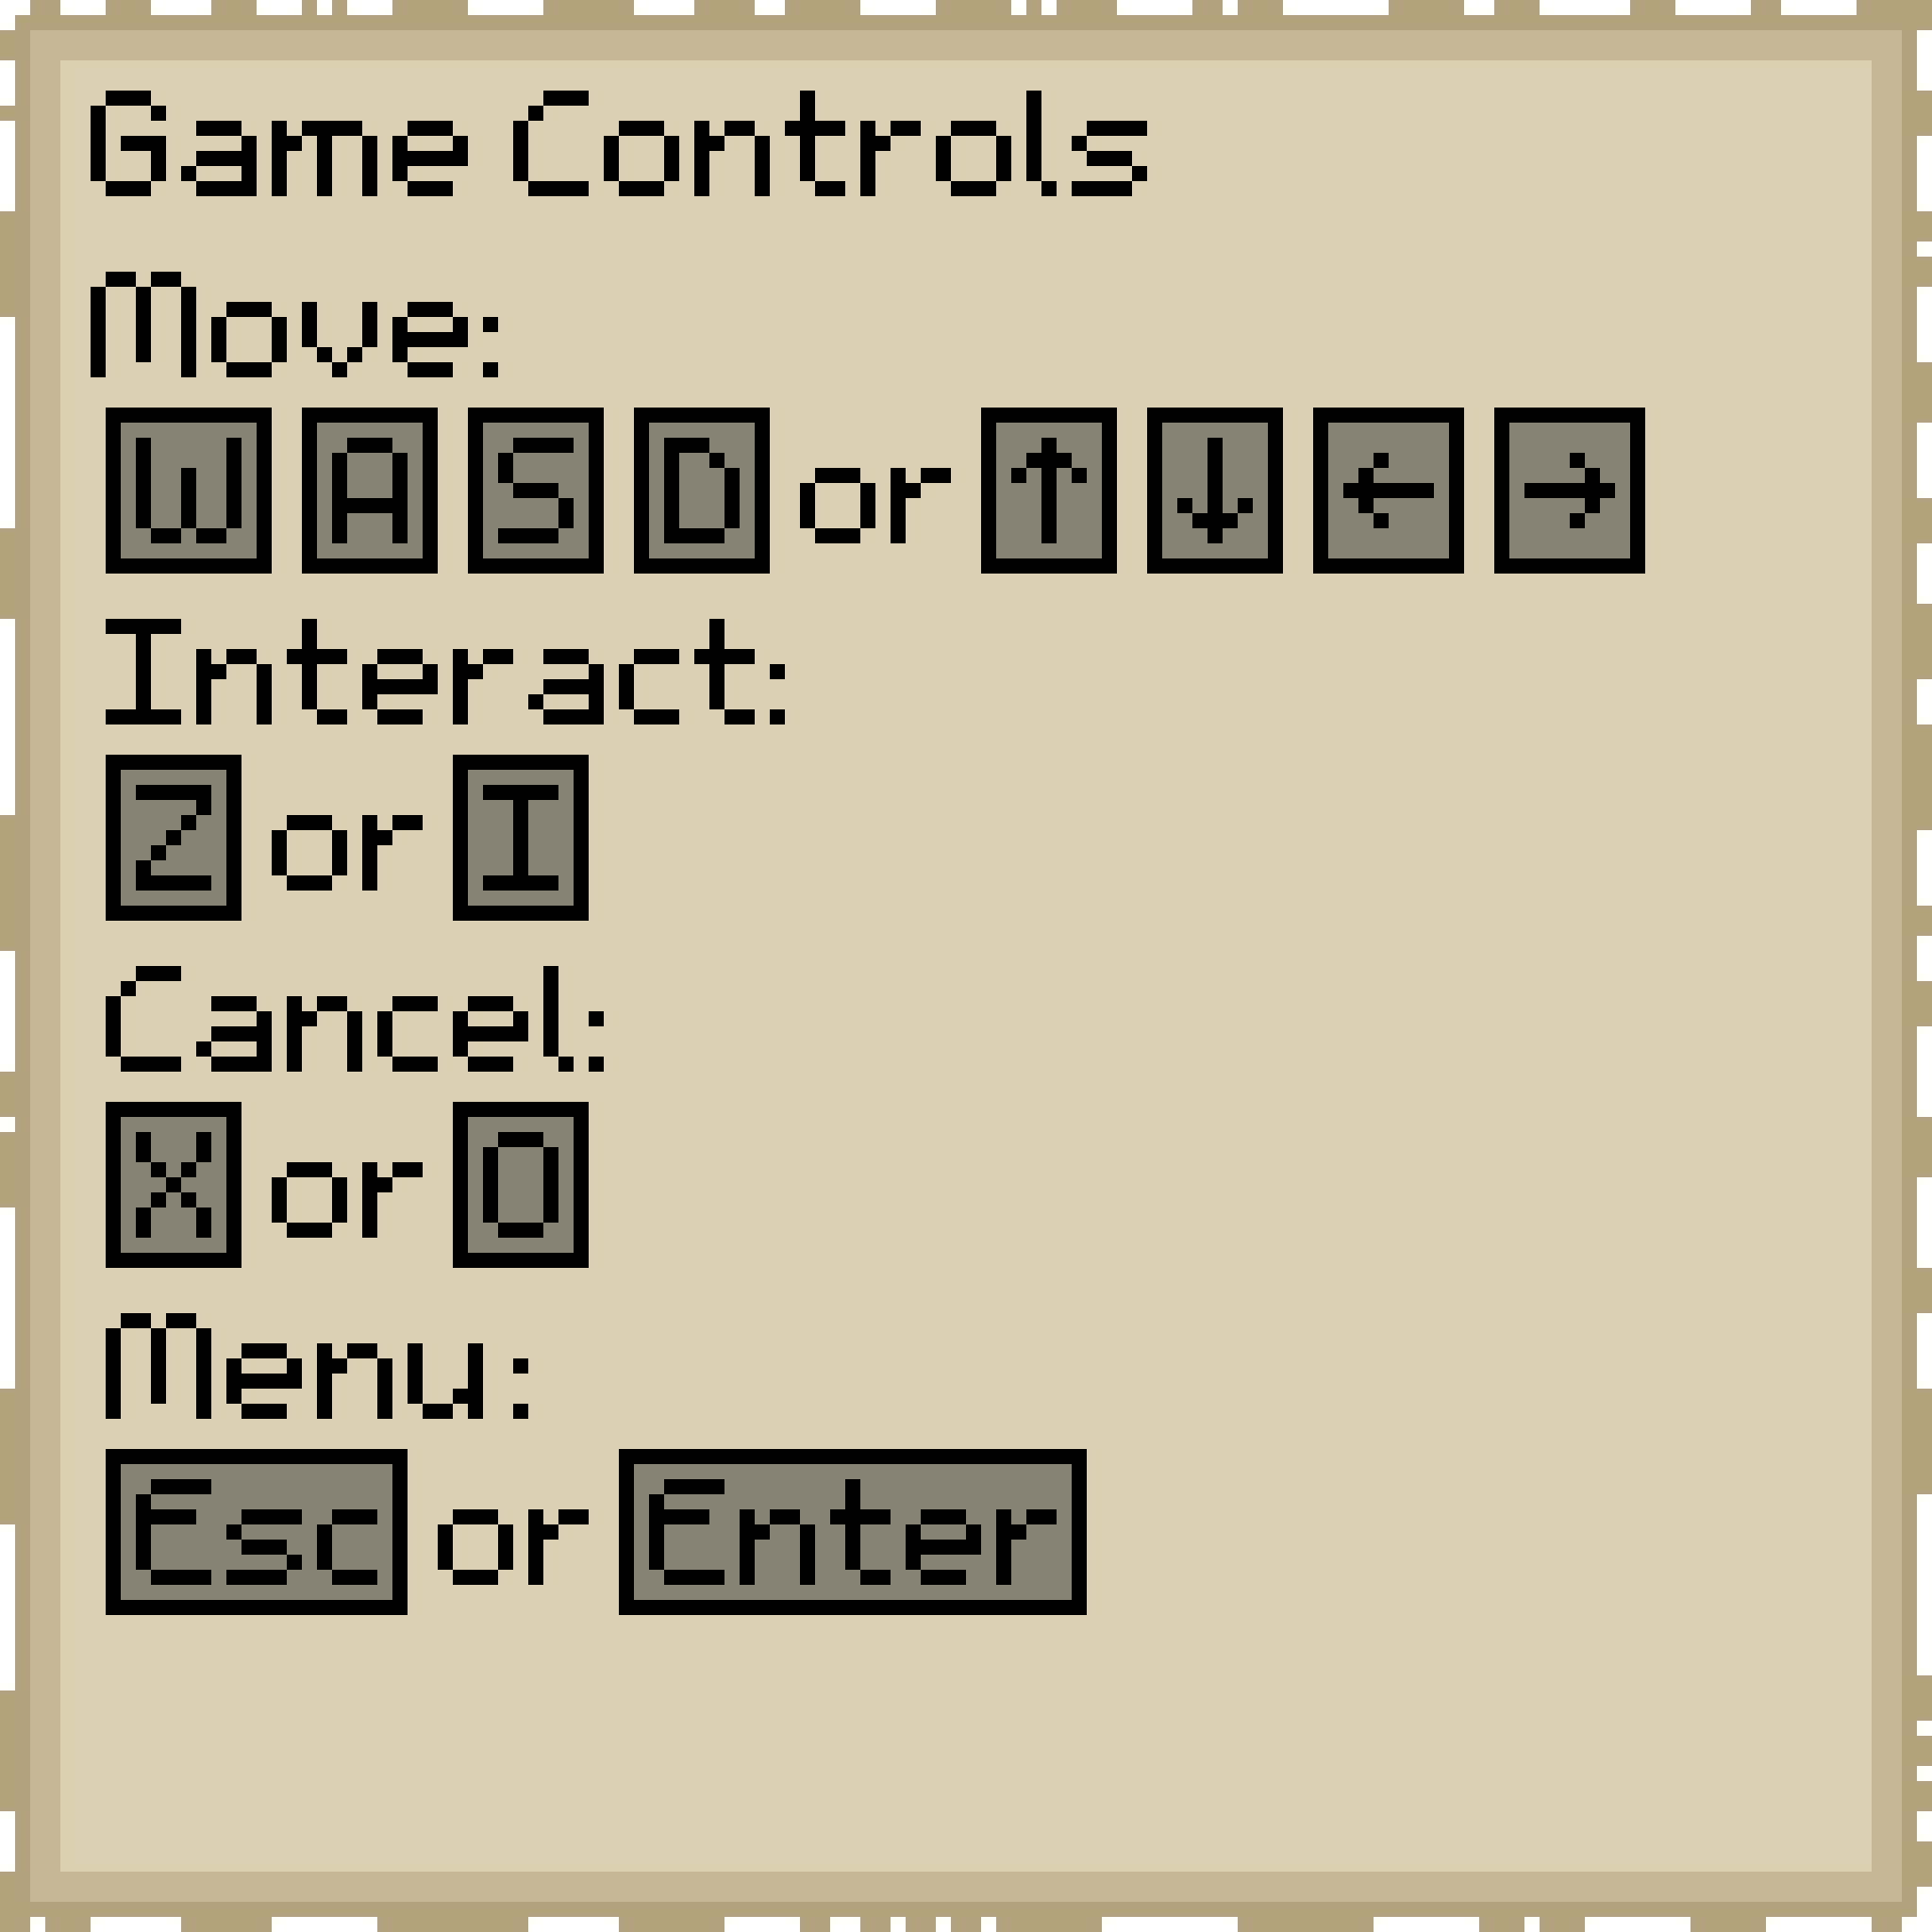 Game Controls
Move:
W A S D or ↑ ↓ ← →
Interact:
Z or I
Cancel:
X or O
Menu:
Esc or Enter